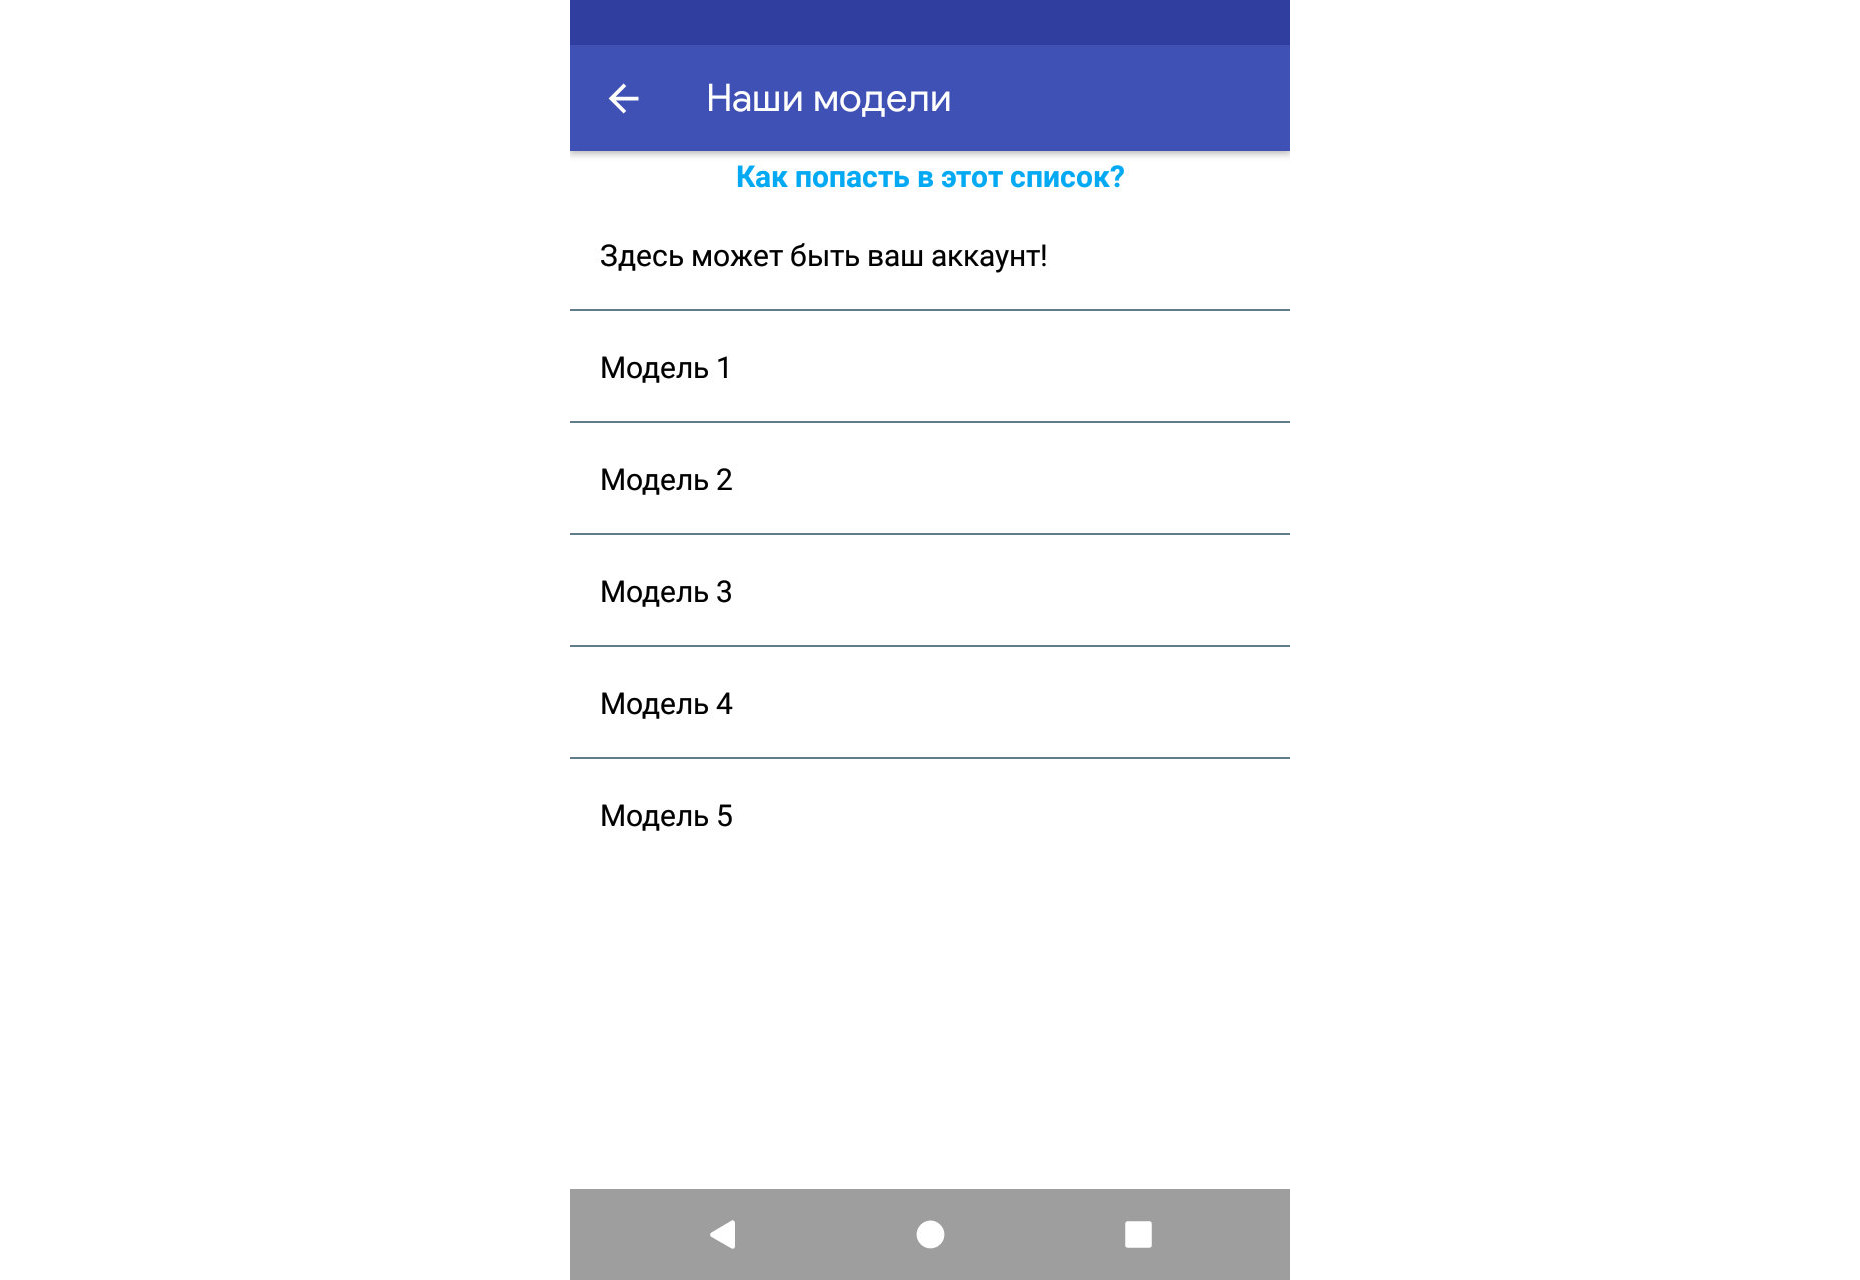 Наши модели
Как попасть в этот список?
Здесь может быть ваш аккаунт!
Модель 1
Модель 2
Модель 3
Модель 4
Модель 5